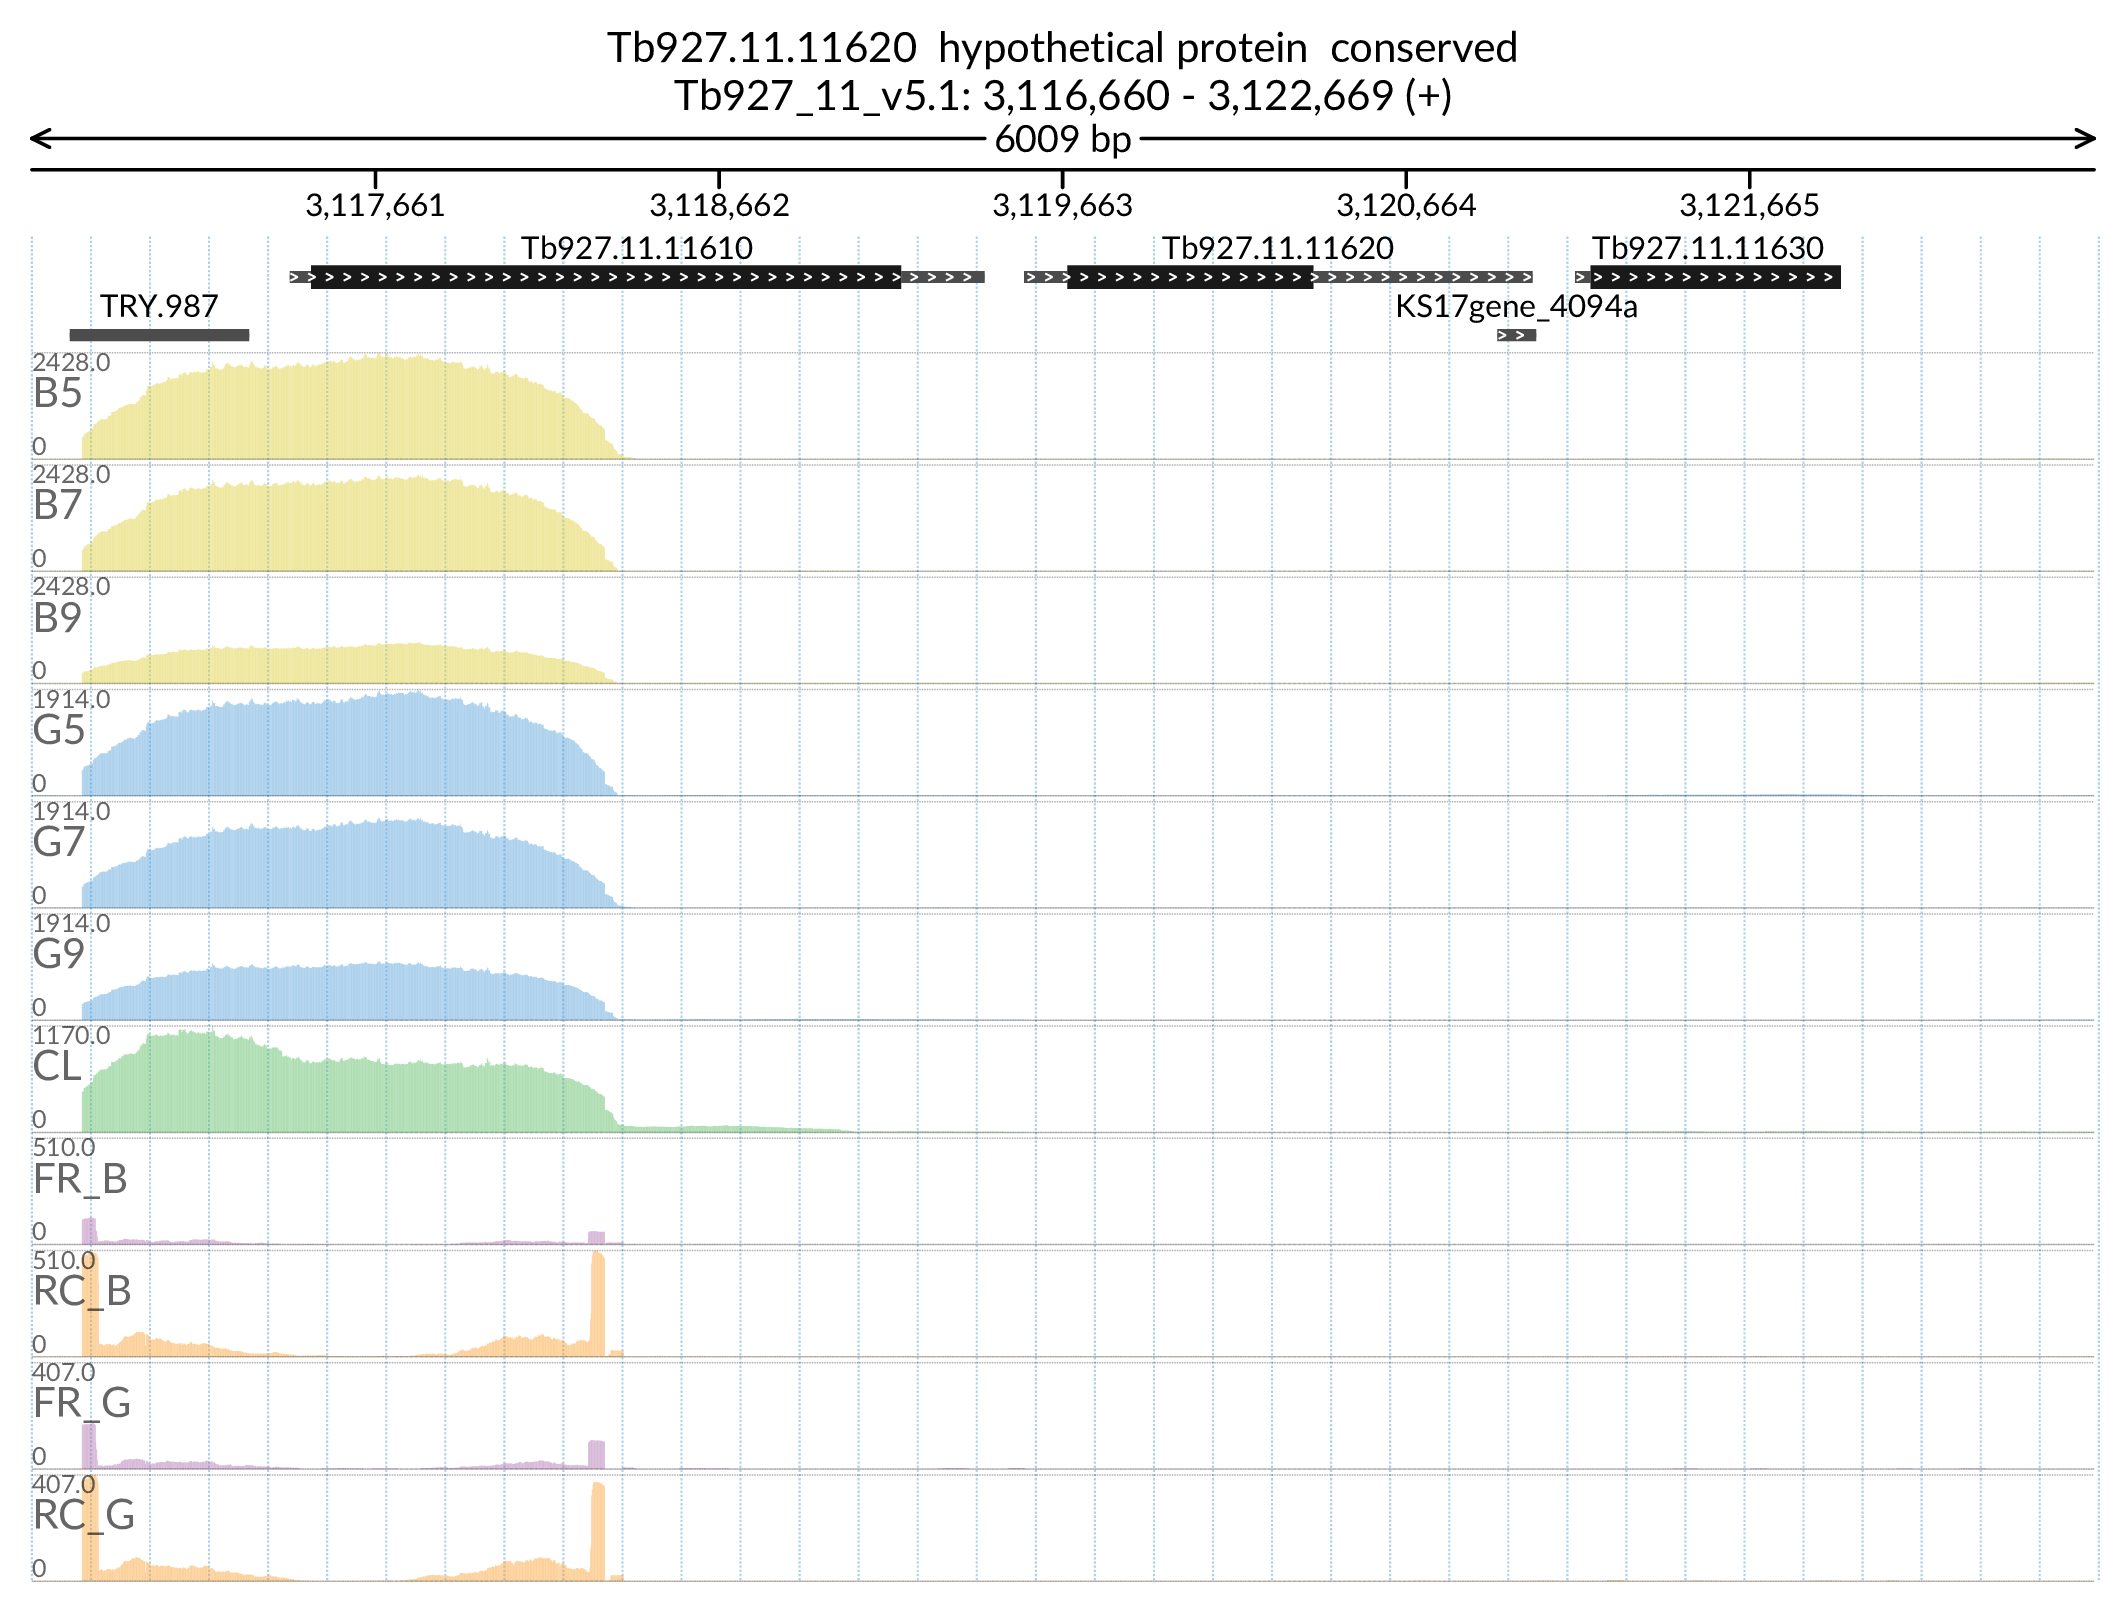 Tb927.11.11620 hypothetical protein conserved
Tb927_11_v5.1: 3,116,660 - 3,122,669 (+)
6009 bp
3,117,661 3,118,662 3,119,663 3,120,664 3,121,665
Tb927.11.11610 Tb927.11.11620 Tb927.11.11630
TRY.987 KS17gene_4094a
2428.0
B5
0
2428.0
B7
0
2428.0
B9
0
1914.0
G5
0
1914.0
G7
0
1914.0
G9
0
1170.0
CL
0
510.0
FR_B
0
510.0
RC_B
0
407.0
FR_G
0
407.0
RC_G
0